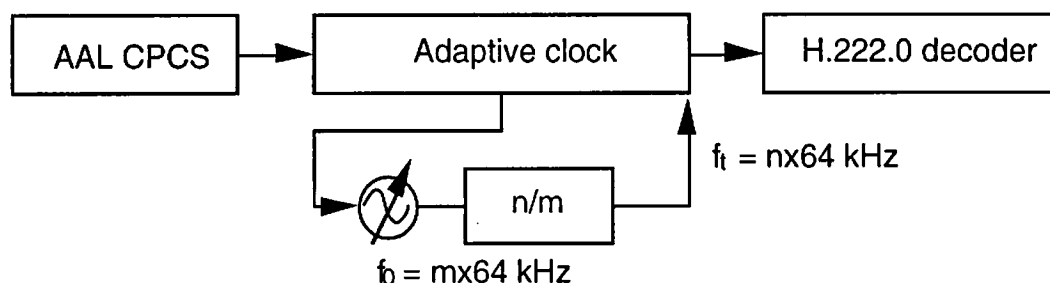 AAL CPCS
Adaptive clock
H.222.0 decoder
fₜ = nx64 kHz
n/m
f₀ = mx64 kHz